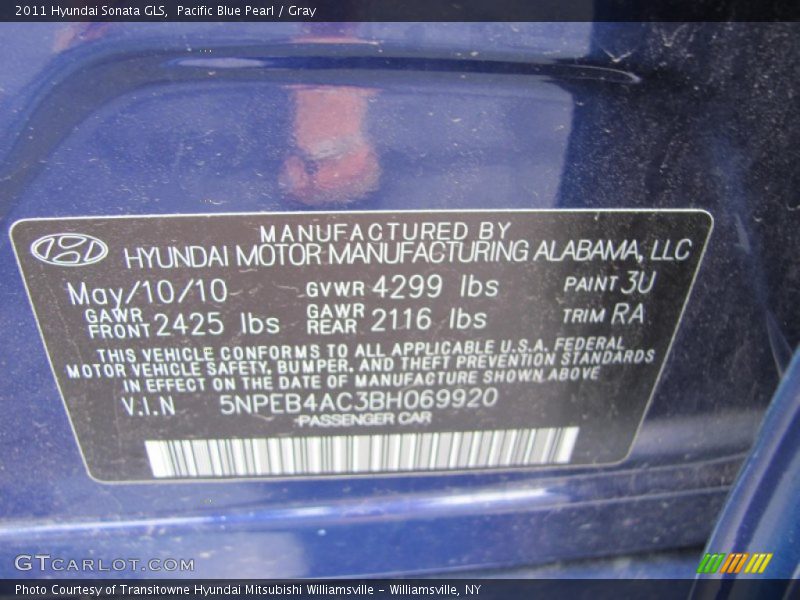 2011 Hyundai Sonata GLS, Pacific Blue Pearl / Gray
MANUFACTURED BY
HYUNDAI MOTOR MANUFACTURING ALABAMA, LLC
May/10/10 GVWR 4299 lbs PAINT 3U
GAWR FRONT 2425 lbs GAWR REAR 2116 lbs TRIM RA
THIS VEHICLE CONFORMS TO ALL APPLICABLE U.S.A. FEDERAL
MOTOR VEHICLE SAFETY, BUMPER, AND THEFT PREVENTION STANDARDS
IN EFFECT ON THE DATE OF MANUFACTURE SHOWN ABOVE
V.I.N 5NPEB4AC3BH069920
PASSENGER CAR
GTCARLOT.COM
Photo Courtesy of Transitowne Hyundai Mitsubishi Williamsville - Williamsville, NY